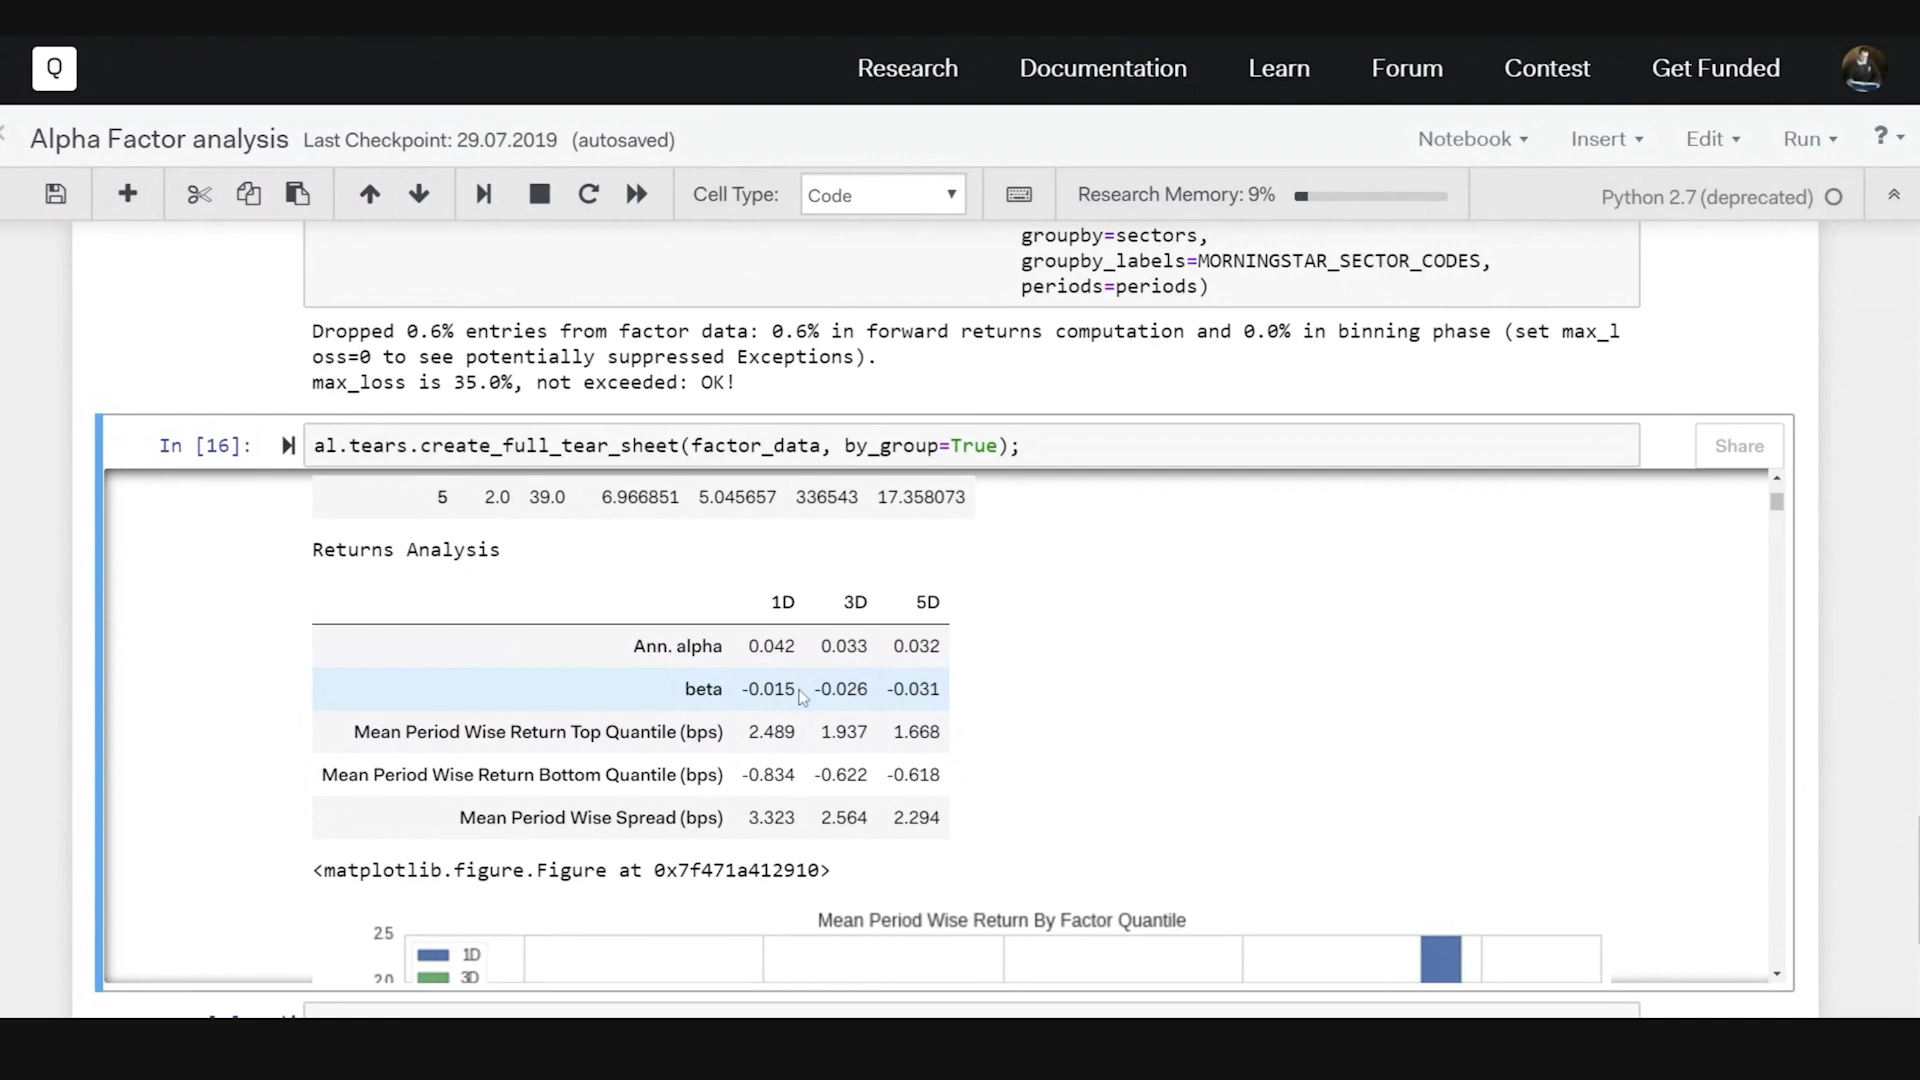 Q
Research Documentation Learn Forum Contest Get Funded
Alpha Factor analysis Last Checkpoint: 29.07.2019 (autosaved) Notebook Insert Edit Run ?
Cell Type: Code Research Memory: 9% Python 2.7 (deprecated)
groupby=sectors,
groupby_labels=MORNINGSTAR_SECTOR_CODES,
periods=periods)
Dropped 0.6% entries from factor data: 0.6% in forward returns computation and 0.0% in binning phase (set max_l
oss=0 to see potentially suppressed Exceptions).
max_loss is 35.0%, not exceeded: OK!
In [16]: al.tears.create_full_tear_sheet(factor_data, by_group=True); Share
5 2.0 39.0 6.966851 5.045657 336543 17.358073
Returns Analysis
1D 3D 5D
Ann. alpha 0.042 0.033 0.032
beta -0.015 -0.026 -0.031
Mean Period Wise Return Top Quantile (bps) 2.489 1.937 1.668
Mean Period Wise Return Bottom Quantile (bps) -0.834 -0.622 -0.618
Mean Period Wise Spread (bps) 3.323 2.564 2.294
<matplotlib.figure.Figure at 0x7f471a412910>
Mean Period Wise Return By Factor Quantile
2.5
1D
2.0
3D